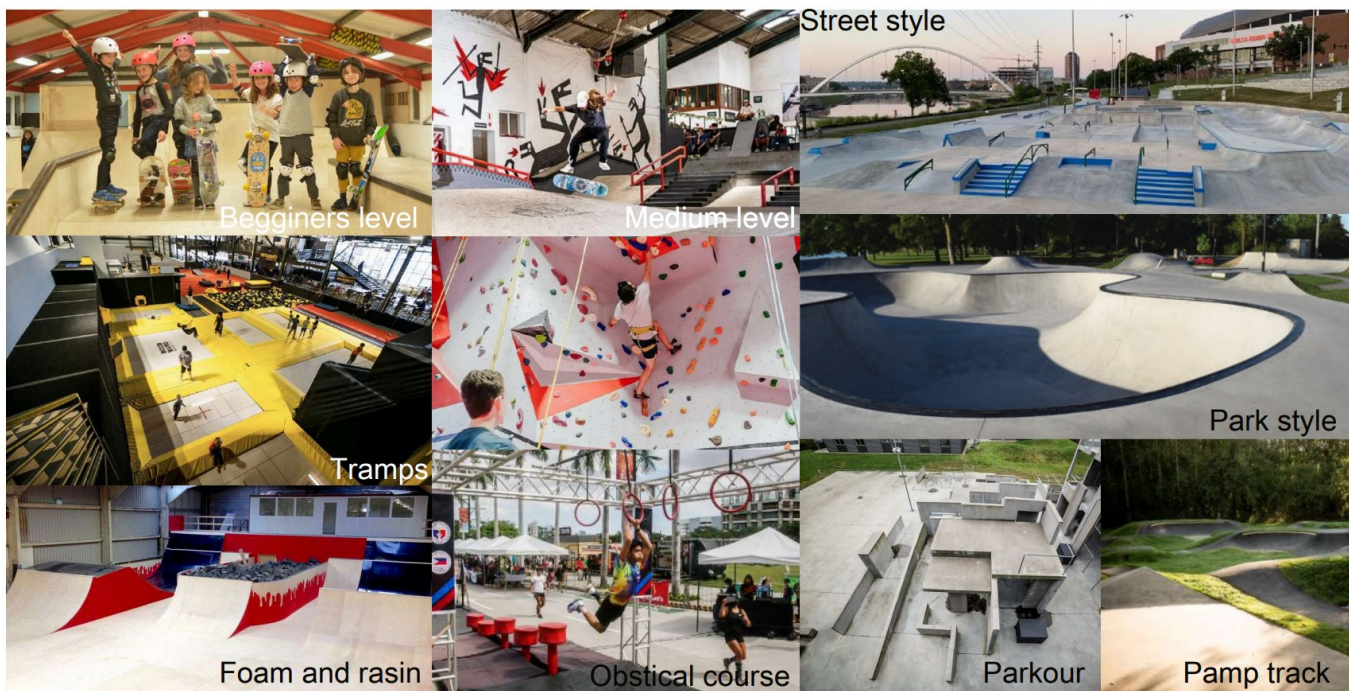 Street style
Begginers level
Medium level
Tramps
Park style
Foam and rasin
Obstical course
Parkour
Pamp track